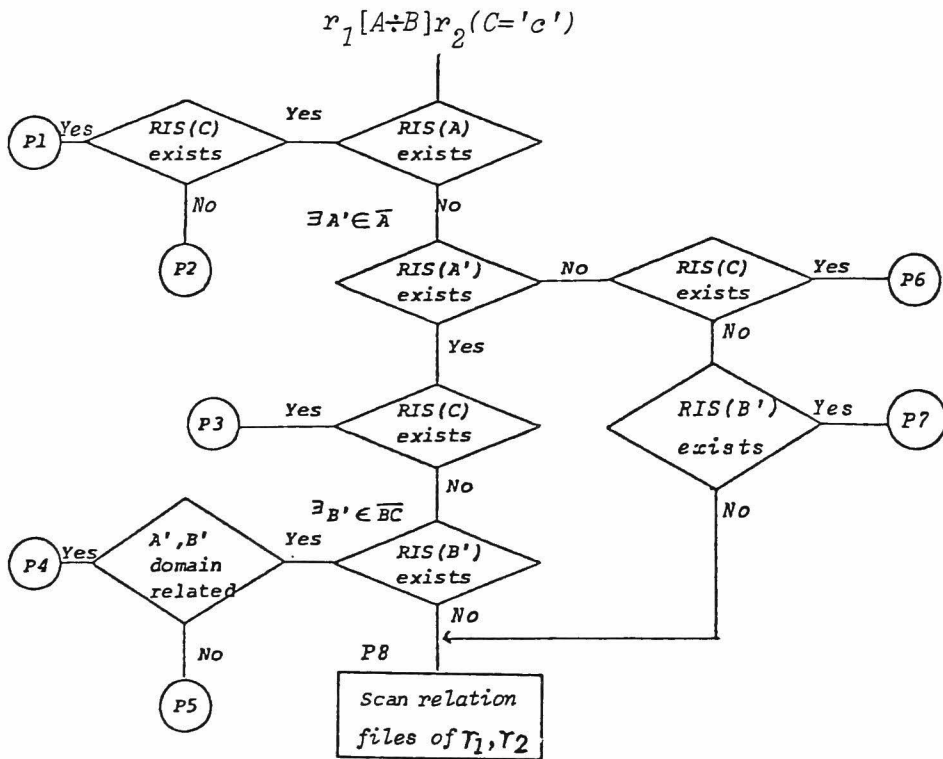 r₁[A÷B]r₂(C='c')
Yes
RIS(C)
exists
Yes
RIS(A)
exists
P1
No
No
∃A'∈A̅
P2
RIS(A')
exists
No
RIS(C)
exists
Yes
P6
Yes
No
P3
Yes
RIS(C)
exists
RIS(B')
exists
Yes
P7
No
No
∃B'∈B̅C̅
P4
Yes
A',B'
domain
related
Yes
RIS(B')
exists
No
No
P8
P5
Scan relation
files of r₁,r₂